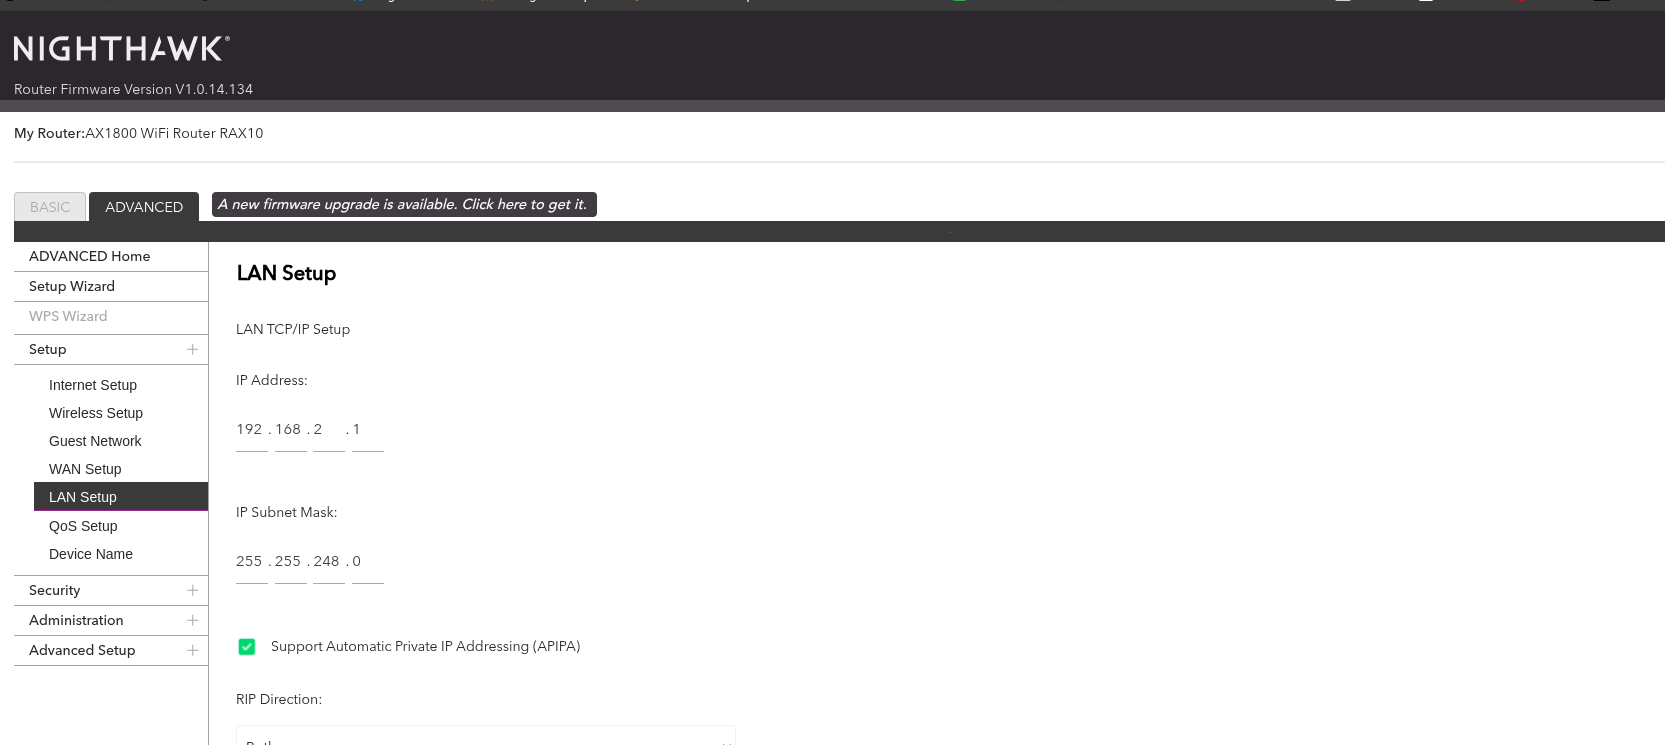 NIGHTHAWK®
Router Firmware Version V1.0.14.134
My Router:AX1800 WiFi Router RAX10
BASIC
ADVANCED
A new firmware upgrade is available. Click here to get it.
ADVANCED Home
Setup Wizard
WPS Wizard
Setup +
Internet Setup
Wireless Setup
Guest Network
WAN Setup
LAN Setup
QoS Setup
Device Name
Security +
Administration +
Advanced Setup +
LAN Setup
LAN TCP/IP Setup
IP Address:
192 . 168 . 2 . 1
IP Subnet Mask:
255 . 255 . 248 . 0
Support Automatic Private IP Addressing (APIPA)
RIP Direction: